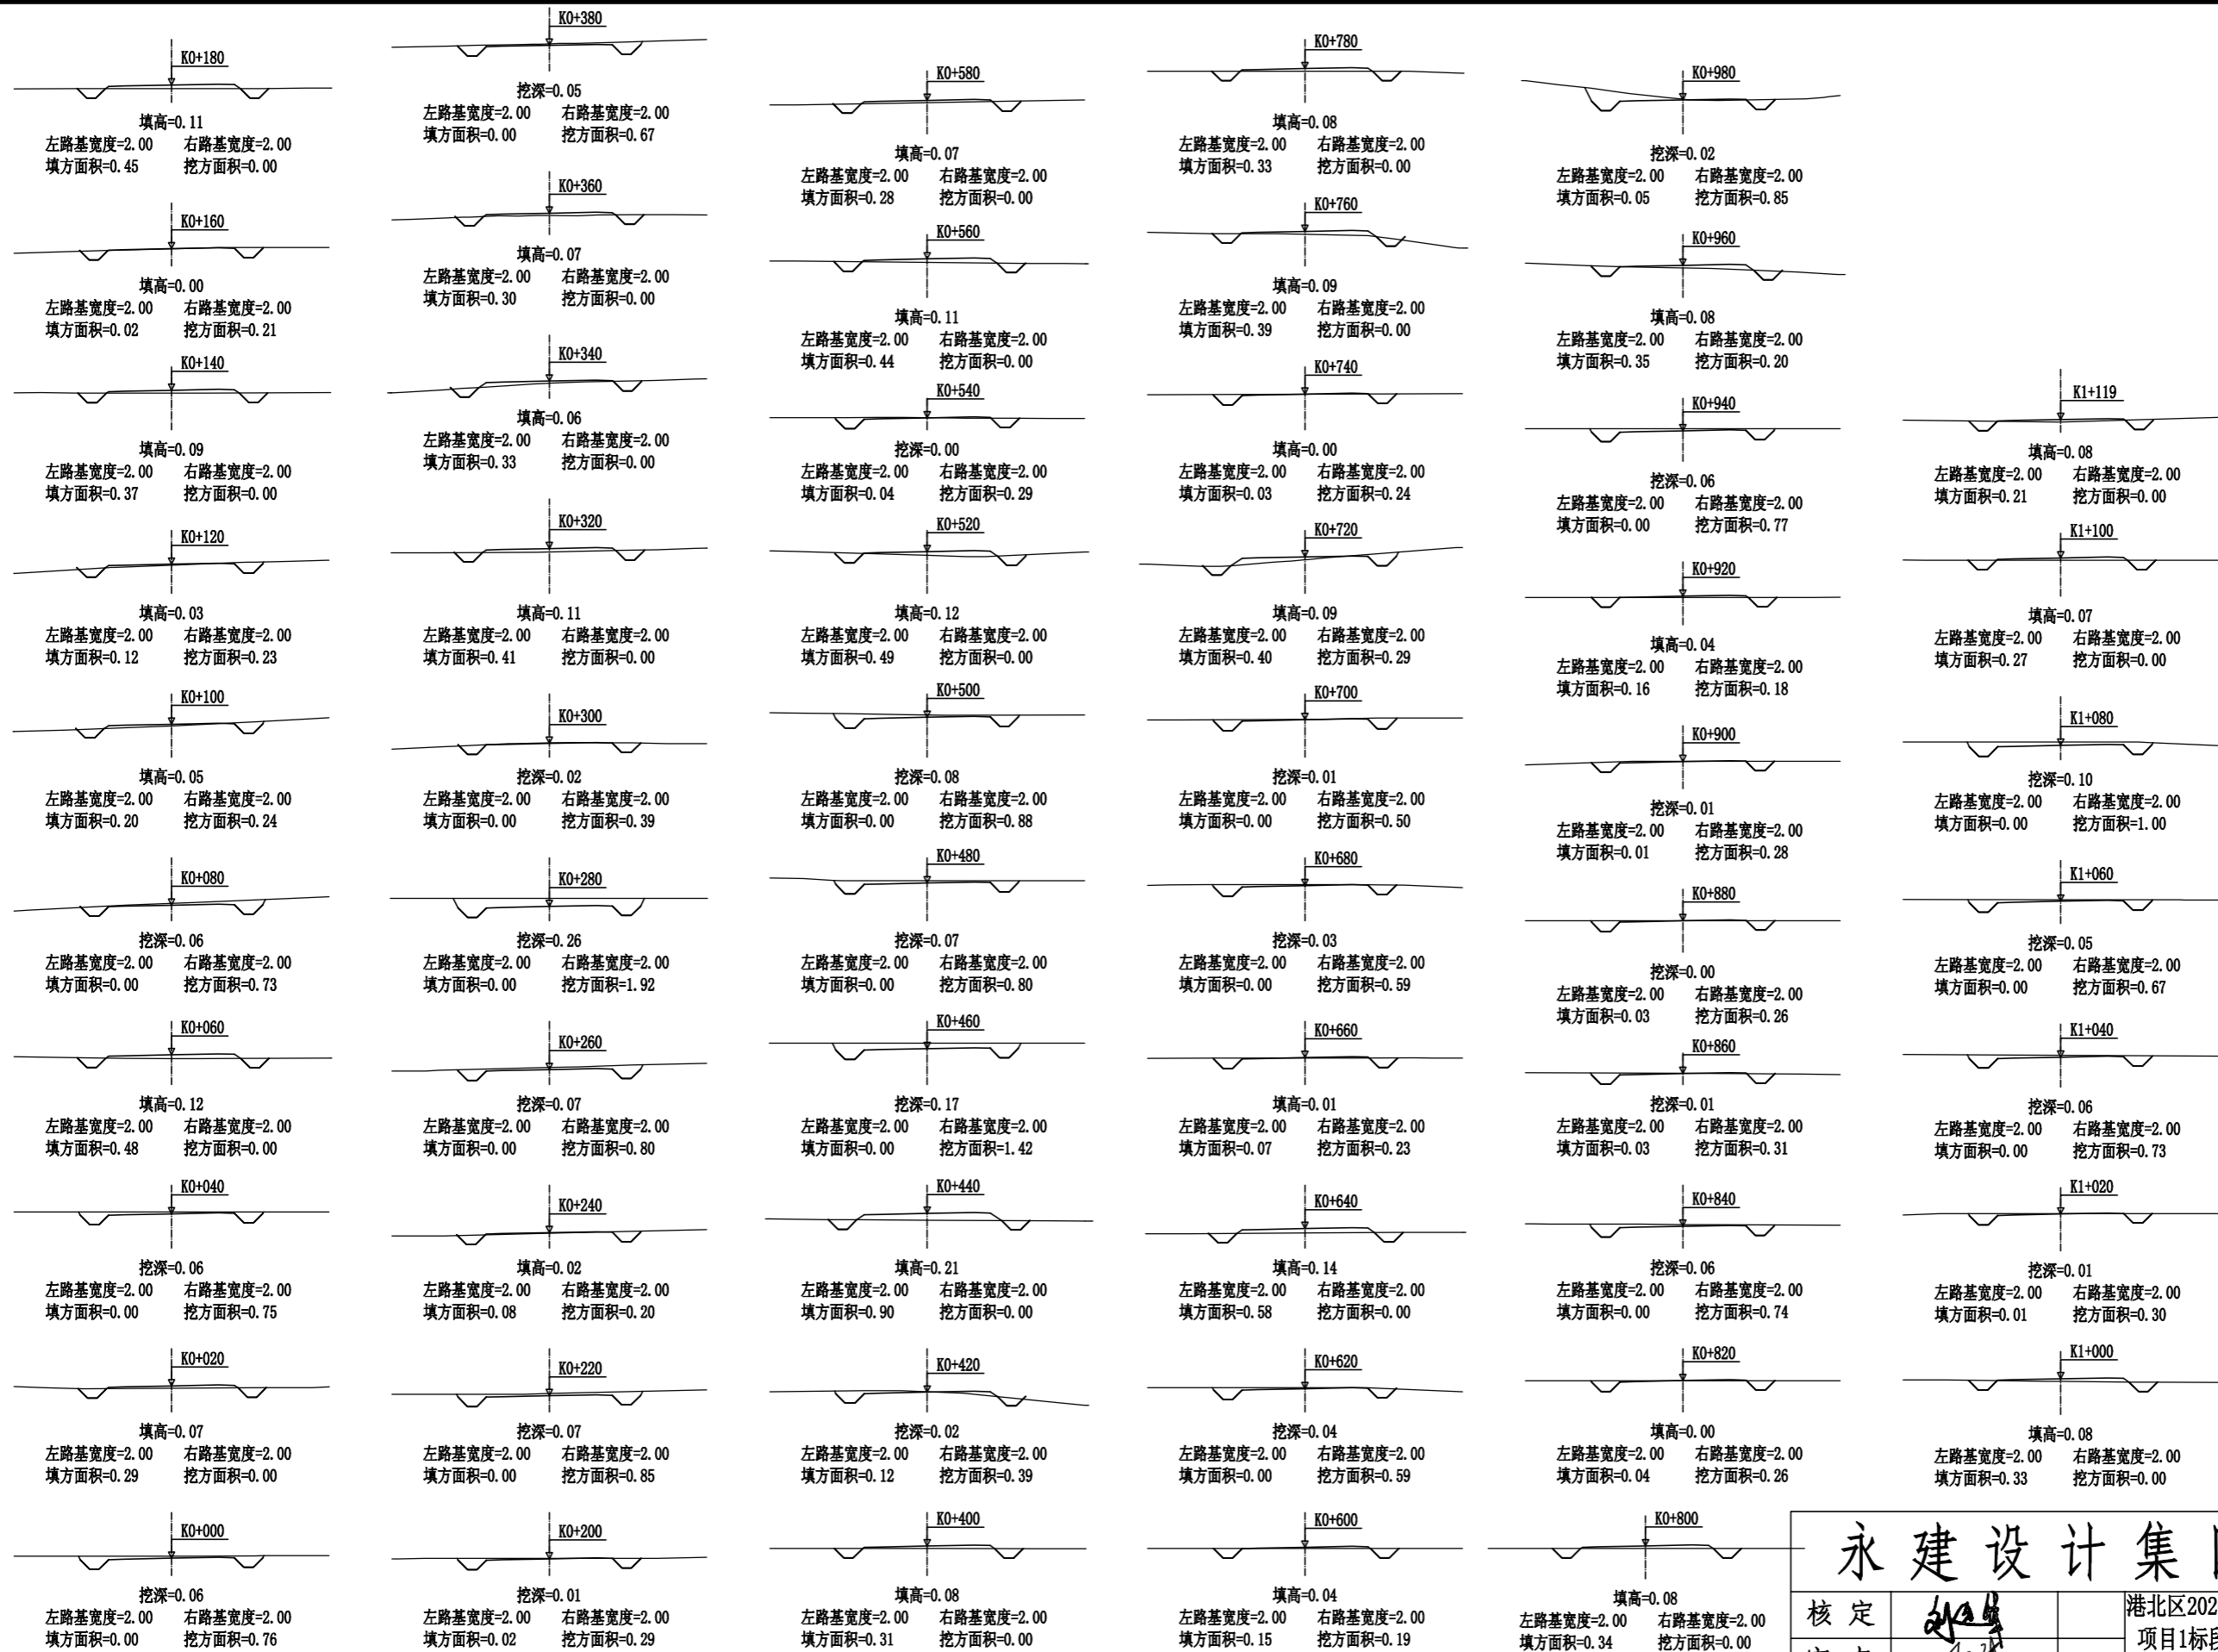 K0+180
填高=0.11
左路基宽度=2.00 右路基宽度=2.00
填方面积=0.45 挖方面积=0.00
K0+160
填高=0.00
左路基宽度=2.00 右路基宽度=2.00
填方面积=0.02 挖方面积=0.21
K0+140
填高=0.09
左路基宽度=2.00 右路基宽度=2.00
填方面积=0.37 挖方面积=0.00
K0+120
填高=0.03
左路基宽度=2.00 右路基宽度=2.00
填方面积=0.12 挖方面积=0.23
K0+100
填高=0.05
左路基宽度=2.00 右路基宽度=2.00
填方面积=0.20 挖方面积=0.24
K0+080
挖深=0.06
左路基宽度=2.00 右路基宽度=2.00
填方面积=0.00 挖方面积=0.73
K0+060
填高=0.12
左路基宽度=2.00 右路基宽度=2.00
填方面积=0.48 挖方面积=0.00
K0+040
挖深=0.06
左路基宽度=2.00 右路基宽度=2.00
填方面积=0.00 挖方面积=0.75
K0+020
填高=0.07
左路基宽度=2.00 右路基宽度=2.00
填方面积=0.29 挖方面积=0.00
K0+000
挖深=0.06
左路基宽度=2.00 右路基宽度=2.00
填方面积=0.00 挖方面积=0.76
K0+380
挖深=0.05
左路基宽度=2.00 右路基宽度=2.00
填方面积=0.00 挖方面积=0.67
K0+360
填高=0.07
左路基宽度=2.00 右路基宽度=2.00
填方面积=0.30 挖方面积=0.00
K0+340
填高=0.06
左路基宽度=2.00 右路基宽度=2.00
填方面积=0.33 挖方面积=0.00
K0+320
填高=0.11
左路基宽度=2.00 右路基宽度=2.00
填方面积=0.41 挖方面积=0.00
K0+300
挖深=0.02
左路基宽度=2.00 右路基宽度=2.00
填方面积=0.00 挖方面积=0.39
K0+280
挖深=0.26
左路基宽度=2.00 右路基宽度=2.00
填方面积=0.00 挖方面积=1.92
K0+260
挖深=0.07
左路基宽度=2.00 右路基宽度=2.00
填方面积=0.00 挖方面积=0.80
K0+240
填高=0.02
左路基宽度=2.00 右路基宽度=2.00
填方面积=0.08 挖方面积=0.20
K0+220
挖深=0.07
左路基宽度=2.00 右路基宽度=2.00
填方面积=0.00 挖方面积=0.85
K0+200
挖深=0.01
左路基宽度=2.00 右路基宽度=2.00
填方面积=0.02 挖方面积=0.29
K0+580
填高=0.07
左路基宽度=2.00 右路基宽度=2.00
填方面积=0.28 挖方面积=0.00
K0+560
填高=0.11
左路基宽度=2.00 右路基宽度=2.00
填方面积=0.44 挖方面积=0.00
K0+540
挖深=0.00
左路基宽度=2.00 右路基宽度=2.00
填方面积=0.04 挖方面积=0.29
K0+520
填高=0.12
左路基宽度=2.00 右路基宽度=2.00
填方面积=0.49 挖方面积=0.00
K0+500
挖深=0.08
左路基宽度=2.00 右路基宽度=2.00
填方面积=0.00 挖方面积=0.88
K0+480
挖深=0.07
左路基宽度=2.00 右路基宽度=2.00
填方面积=0.00 挖方面积=0.80
K0+460
挖深=0.17
左路基宽度=2.00 右路基宽度=2.00
填方面积=0.00 挖方面积=1.42
K0+440
填高=0.21
左路基宽度=2.00 右路基宽度=2.00
填方面积=0.90 挖方面积=0.00
K0+420
挖深=0.02
左路基宽度=2.00 右路基宽度=2.00
填方面积=0.12 挖方面积=0.39
K0+400
填高=0.08
左路基宽度=2.00 右路基宽度=2.00
填方面积=0.31 挖方面积=0.00
K0+780
填高=0.08
左路基宽度=2.00 右路基宽度=2.00
填方面积=0.33 挖方面积=0.00
K0+760
填高=0.09
左路基宽度=2.00 右路基宽度=2.00
填方面积=0.39 挖方面积=0.00
K0+740
填高=0.00
左路基宽度=2.00 右路基宽度=2.00
填方面积=0.03 挖方面积=0.24
K0+720
填高=0.09
左路基宽度=2.00 右路基宽度=2.00
填方面积=0.40 挖方面积=0.29
K0+700
挖深=0.01
左路基宽度=2.00 右路基宽度=2.00
填方面积=0.00 挖方面积=0.50
K0+680
挖深=0.03
左路基宽度=2.00 右路基宽度=2.00
填方面积=0.00 挖方面积=0.59
K0+660
填高=0.01
左路基宽度=2.00 右路基宽度=2.00
填方面积=0.07 挖方面积=0.23
K0+640
填高=0.14
左路基宽度=2.00 右路基宽度=2.00
填方面积=0.58 挖方面积=0.00
K0+620
挖深=0.04
左路基宽度=2.00 右路基宽度=2.00
填方面积=0.00 挖方面积=0.59
K0+600
填高=0.04
左路基宽度=2.00 右路基宽度=2.00
填方面积=0.15 挖方面积=0.19
K0+980
挖深=0.02
左路基宽度=2.00 右路基宽度=2.00
填方面积=0.05 挖方面积=0.85
K0+960
填高=0.08
左路基宽度=2.00 右路基宽度=2.00
填方面积=0.35 挖方面积=0.20
K0+940
挖深=0.06
左路基宽度=2.00 右路基宽度=2.00
填方面积=0.00 挖方面积=0.77
K0+920
填高=0.04
左路基宽度=2.00 右路基宽度=2.00
填方面积=0.16 挖方面积=0.18
K0+900
挖深=0.01
左路基宽度=2.00 右路基宽度=2.00
填方面积=0.01 挖方面积=0.28
K0+880
挖深=0.00
左路基宽度=2.00 右路基宽度=2.00
填方面积=0.03 挖方面积=0.26
K0+860
挖深=0.01
左路基宽度=2.00 右路基宽度=2.00
填方面积=0.03 挖方面积=0.31
K0+840
挖深=0.06
左路基宽度=2.00 右路基宽度=2.00
填方面积=0.00 挖方面积=0.74
K0+820
填高=0.00
左路基宽度=2.00 右路基宽度=2.00
填方面积=0.04 挖方面积=0.26
K0+800
填高=0.08
左路基宽度=2.00 右路基宽度=2.00
填方面积=0.34 挖方面积=0.00
K1+119
填高=0.08
左路基宽度=2.00 右路基宽度=2.00
填方面积=0.21 挖方面积=0.00
K1+100
填高=0.07
左路基宽度=2.00 右路基宽度=2.00
填方面积=0.27 挖方面积=0.00
K1+080
挖深=0.10
左路基宽度=2.00 右路基宽度=2.00
填方面积=0.00 挖方面积=1.00
K1+060
挖深=0.05
左路基宽度=2.00 右路基宽度=2.00
填方面积=0.00 挖方面积=0.67
K1+040
挖深=0.06
左路基宽度=2.00 右路基宽度=2.00
填方面积=0.00 挖方面积=0.73
K1+020
挖深=0.01
左路基宽度=2.00 右路基宽度=2.00
填方面积=0.01 挖方面积=0.30
K1+000
填高=0.08
左路基宽度=2.00 右路基宽度=2.00
填方面积=0.33 挖方面积=0.00
永建设计集
核定
港北区202
项目1标段